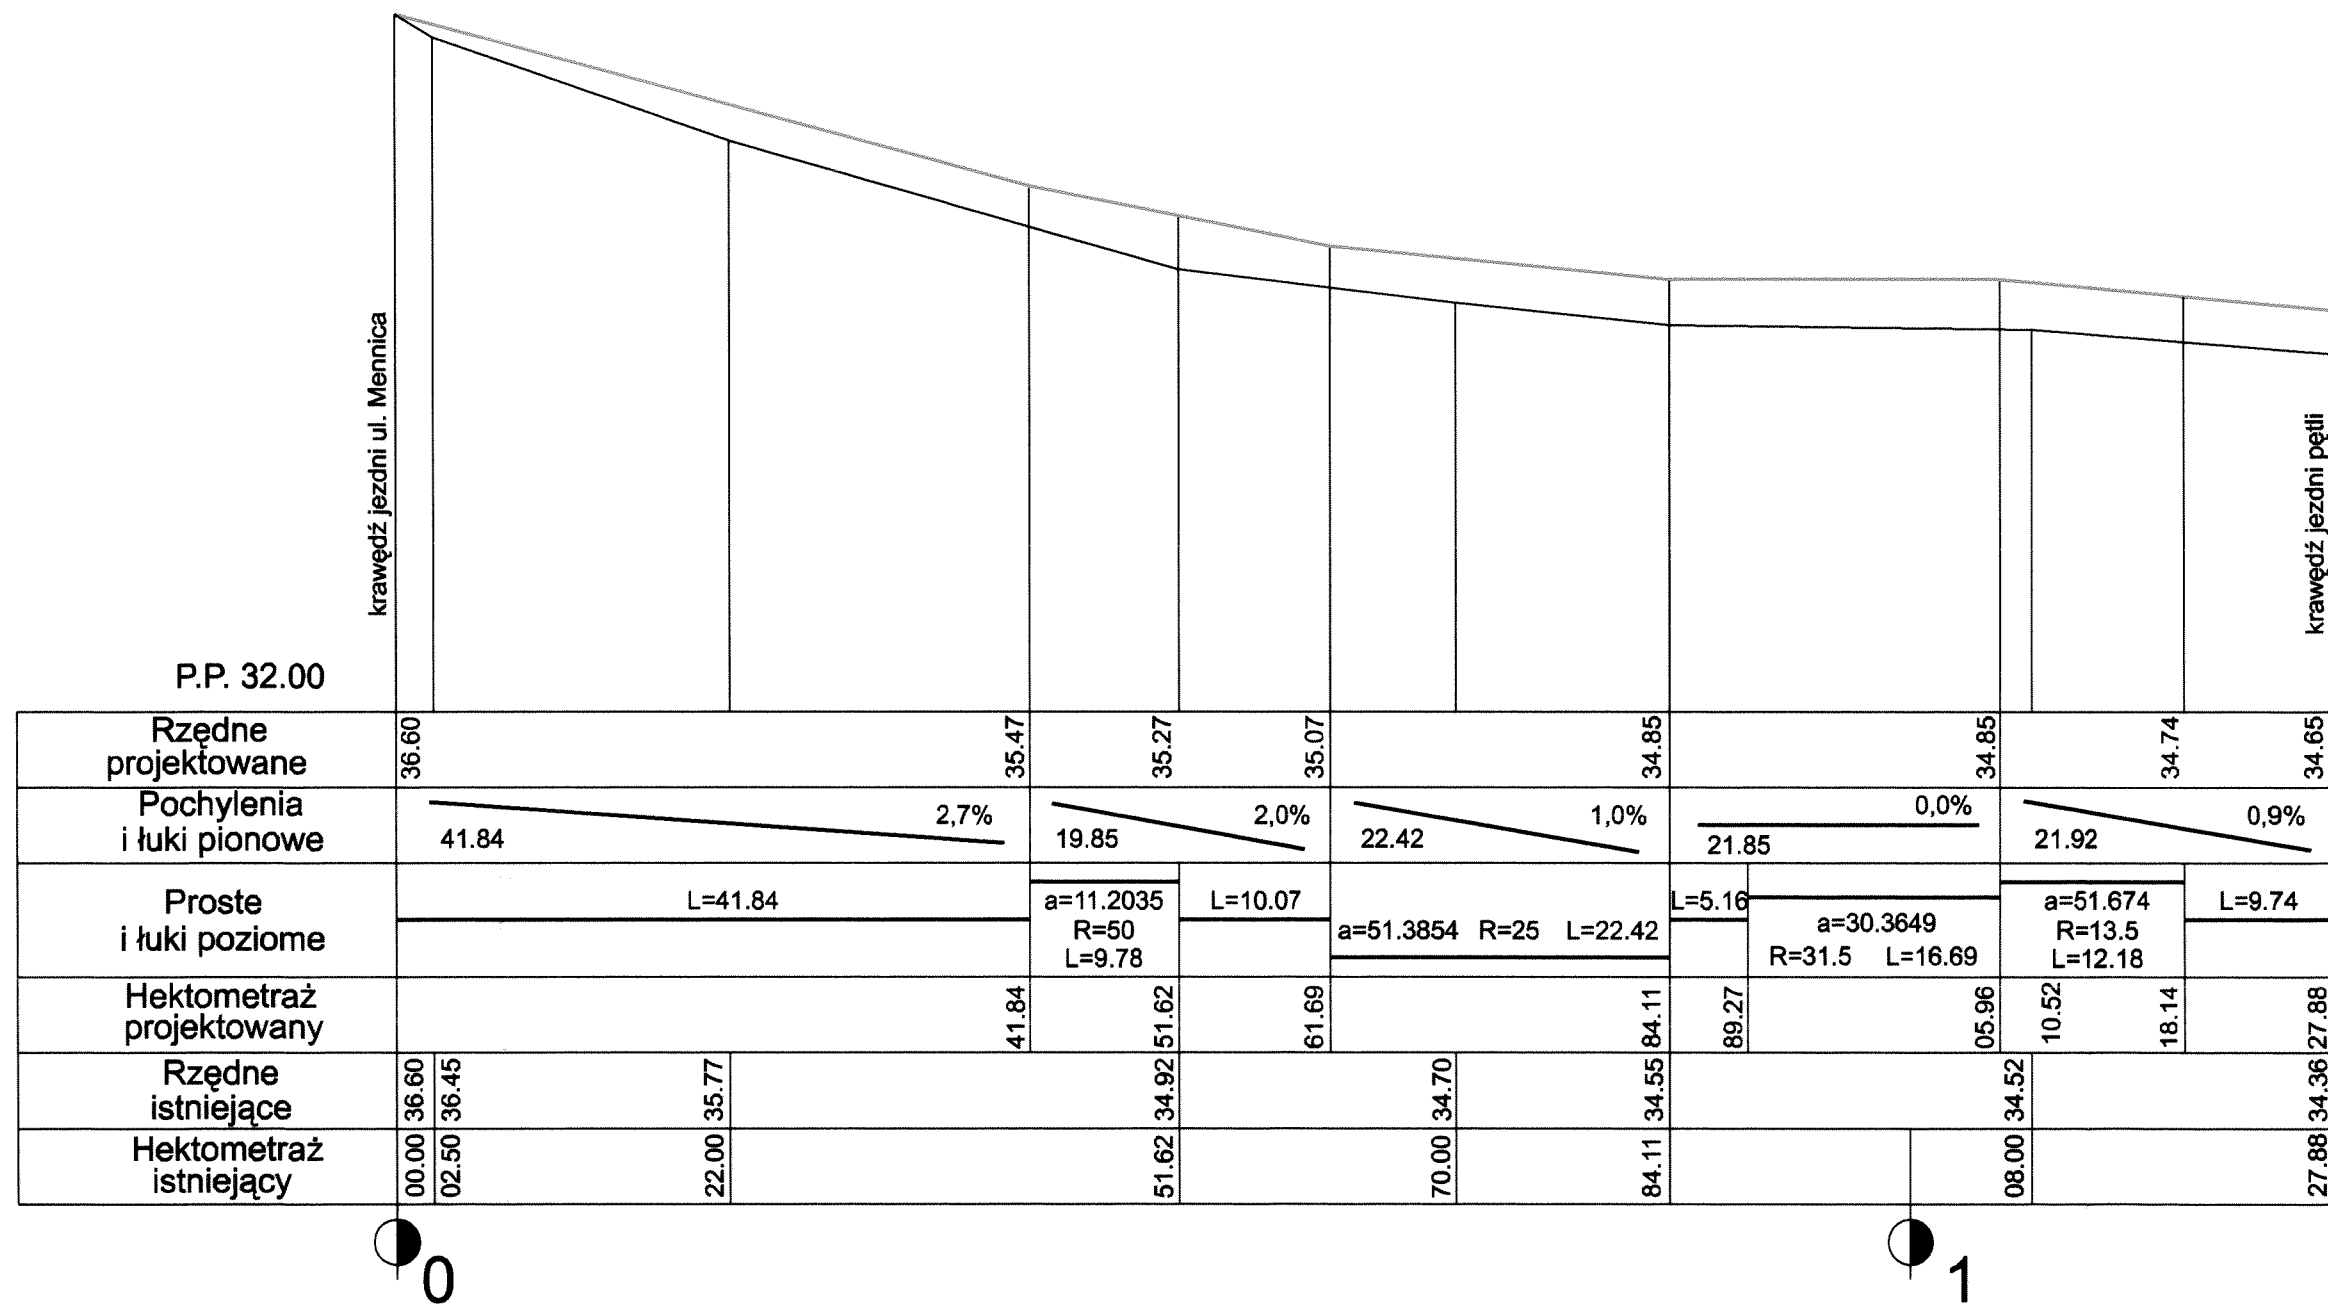 krawędź jezdni ul. Mennica
krawędź jezdni pętli
P.P. 32.00
Rzędne
projektowane
36.60 35.47 35.27 35.07 34.85 34.85 34.74 34.65
Pochylenia
i łuki pionowe
2,7% 2,0% 1,0% 0,0% 0,9%
41.84 19.85 22.42 21.85 21.92
Proste
i łuki poziome
L=41.84
a=11.2035
R=50
L=9.78
L=10.07
a=51.3854 R=25 L=22.42
L=5.16
a=30.3649
R=31.5 L=16.69
a=51.674
R=13.5
L=12.18
L=9.74
Hektometraż
projektowany
41.84 51.62 61.69 84.11 89.27 05.96 10.52 18.14 27.88
Rzędne
istniejące
36.60 36.45 35.77 34.92 34.70 34.55 34.52 34.36
Hektometraż
istniejący
00.00 02.50 22.00 51.62 70.00 84.11 08.00 27.88
0 1